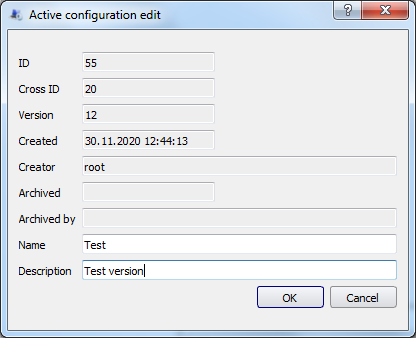 Active configuration edit
ID 55
Cross ID 20
Version 12
Created 30.11.2020 12:44:13
Creator root
Archived
Archived by
Name Test
Description Test version
OK Cancel